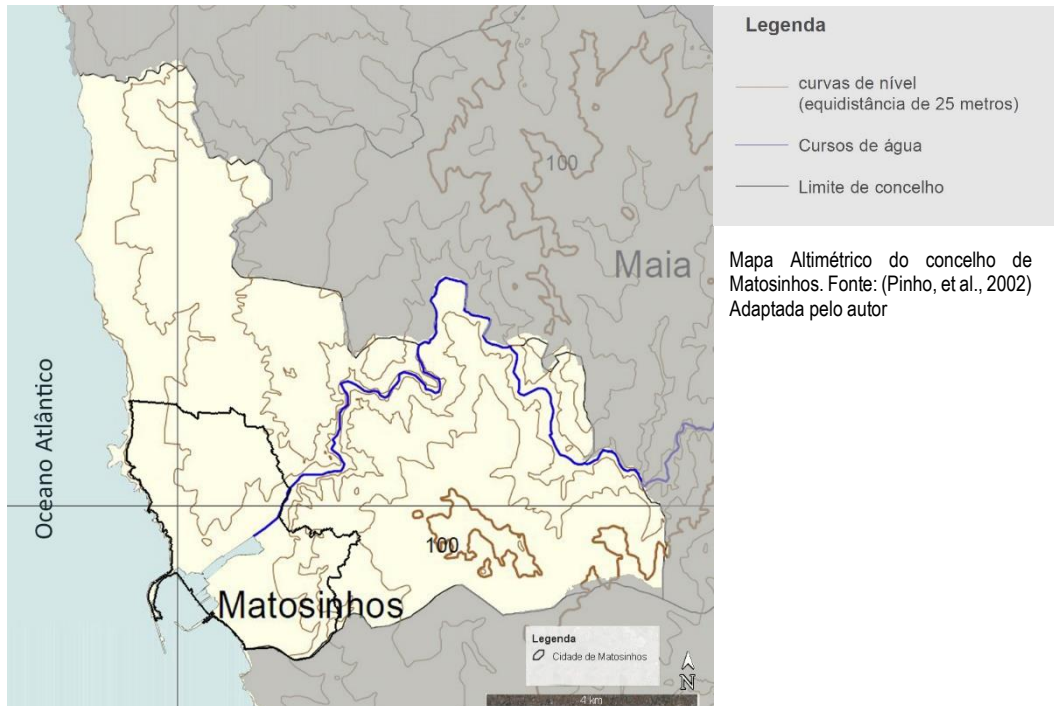 Legenda
curvas de nível
(equidistância de 25 metros)
Cursos de água
Limite de concelho
Mapa Altimétrico do concelho de
Matosinhos. Fonte: (Pinho, et al., 2002)
Adaptada pelo autor
100
Maia
Oceano Atlântico
100
Matosinhos
Legenda
Cidade de Matosinhos
N
4 km